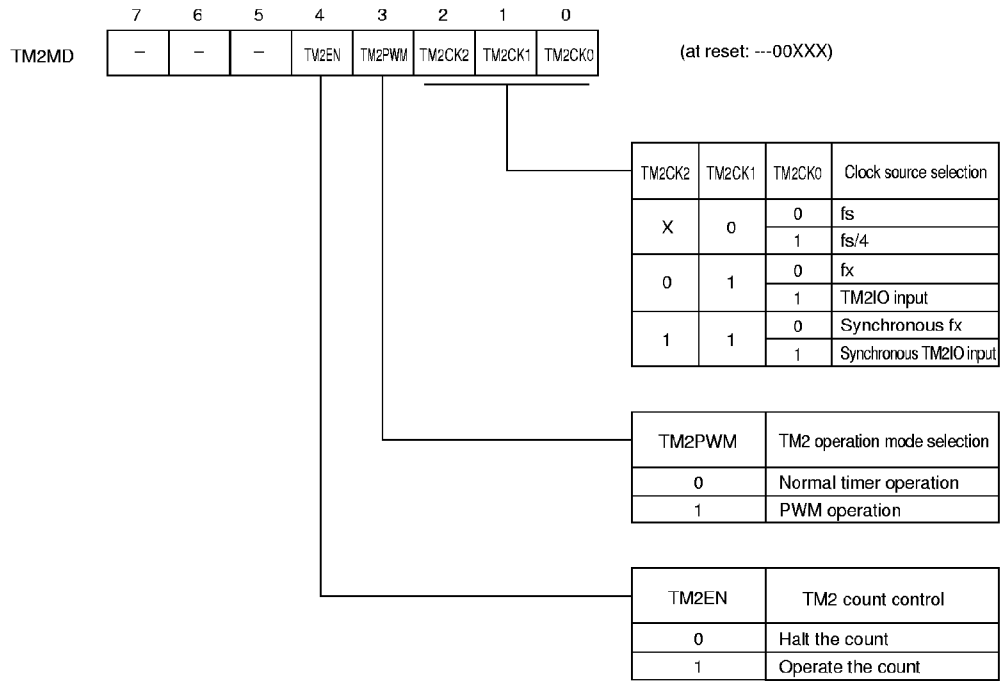 7 6 5 4 3 2 1 0
TM2MD - - - TM2EN TM2PWM TM2CK2 TM2CK1 TM2CK0 (at reset: ---00XXX)
TM2CK2 TM2CK1 TM2CK0 Clock source selection
X 0 0 fs
1 fs/4
0 1 0 fx
1 TM2IO input
1 1 0 Synchronous fx
1 Synchronous TM2IO input
TM2PWM TM2 operation mode selection
0 Normal timer operation
1 PWM operation
TM2EN TM2 count control
0 Halt the count
1 Operate the count